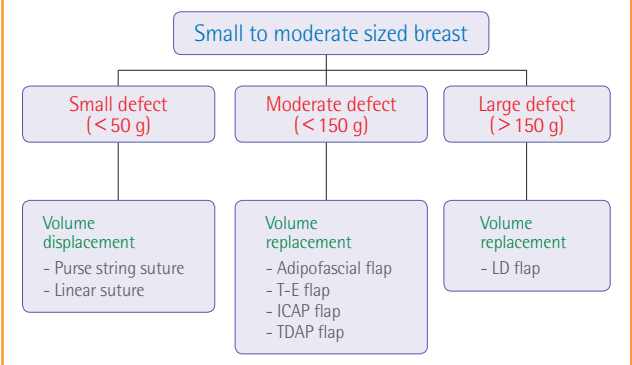 Small to moderate sized breast
Small defect
(<50 g)
Moderate defect
(<150 g)
Large defect
(>150 g)
Volume
displacement
- Purse string suture
- Linear suture
Volume
replacement
- Adipofascial flap
- T-E flap
- ICAP flap
- TDAP flap
Volume
replacement
- LD flap